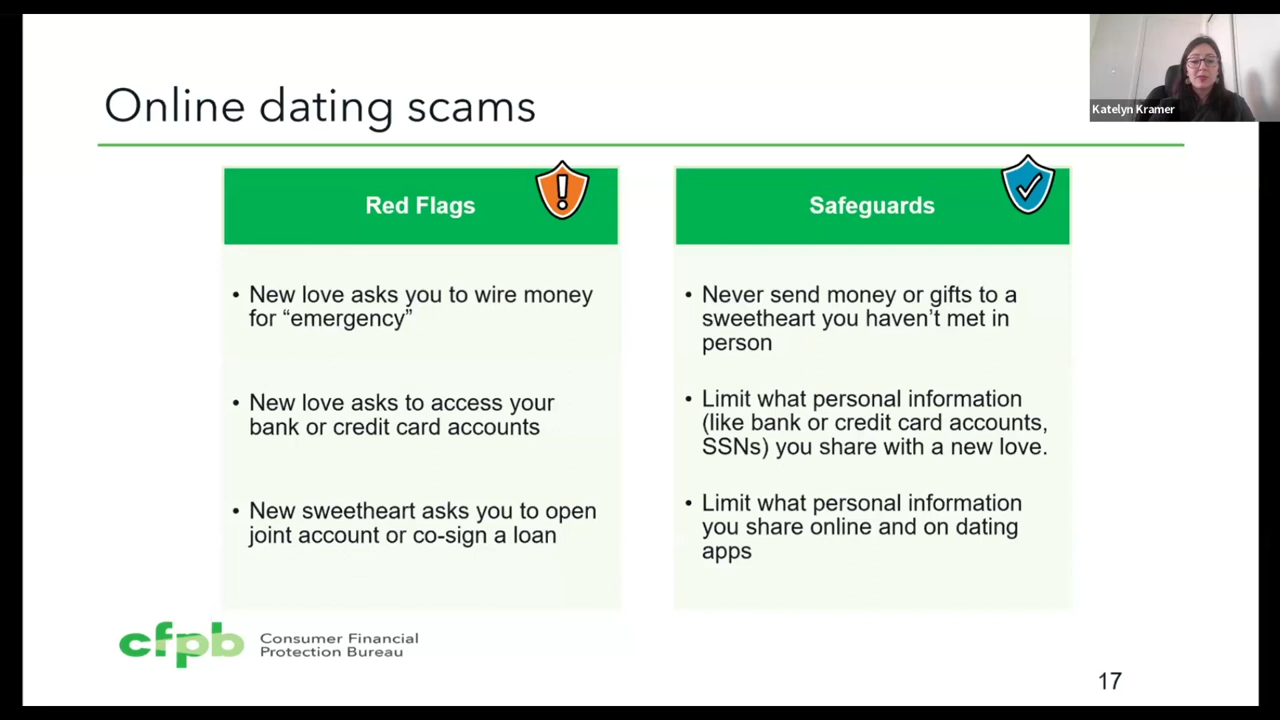 Katelyn Kramer
Online dating scams
Red Flags
• New love asks you to wire money
for “emergency”
• New love asks to access your
bank or credit card accounts
• New sweetheart asks you to open
joint account or co-sign a loan
Safeguards
• Never send money or gifts to a
sweetheart you haven’t met in
person
• Limit what personal information
(like bank or credit card accounts,
SSNs) you share with a new love.
• Limit what personal information
you share online and on dating
apps
cfpb
Consumer Financial
Protection Bureau
17